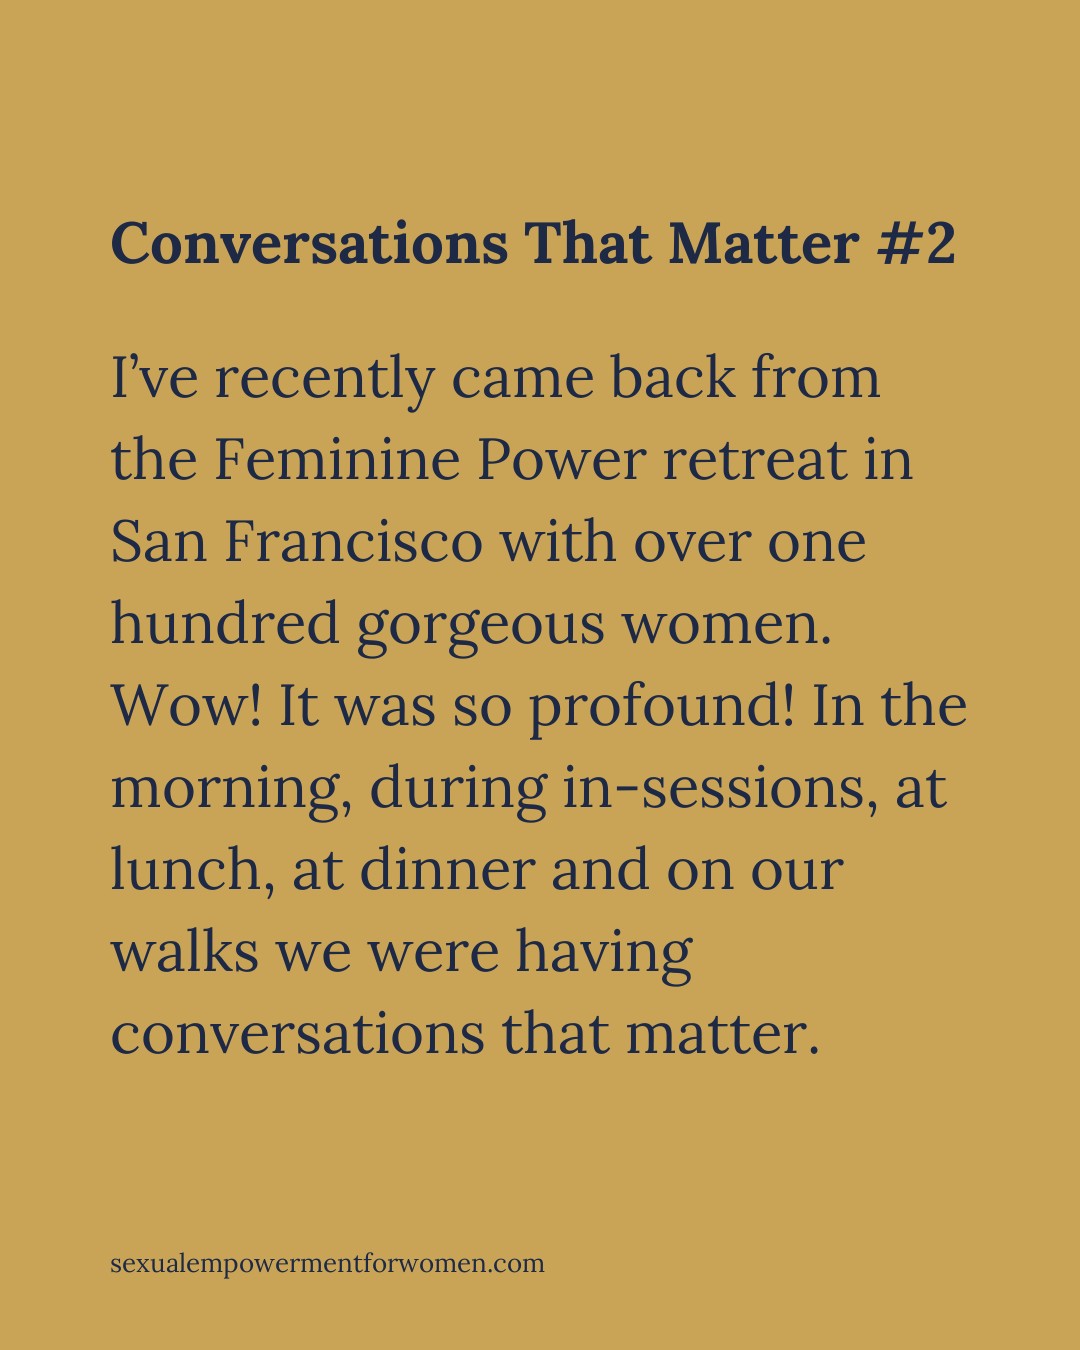 Conversations That Matter #2
I’ve recently came back from
the Feminine Power retreat in
San Francisco with over one
hundred gorgeous women.
Wow! It was so profound! In the
morning, during in-sessions, at
lunch, at dinner and on our
walks we were having
conversations that matter.
sexualempowermentforwomen.com